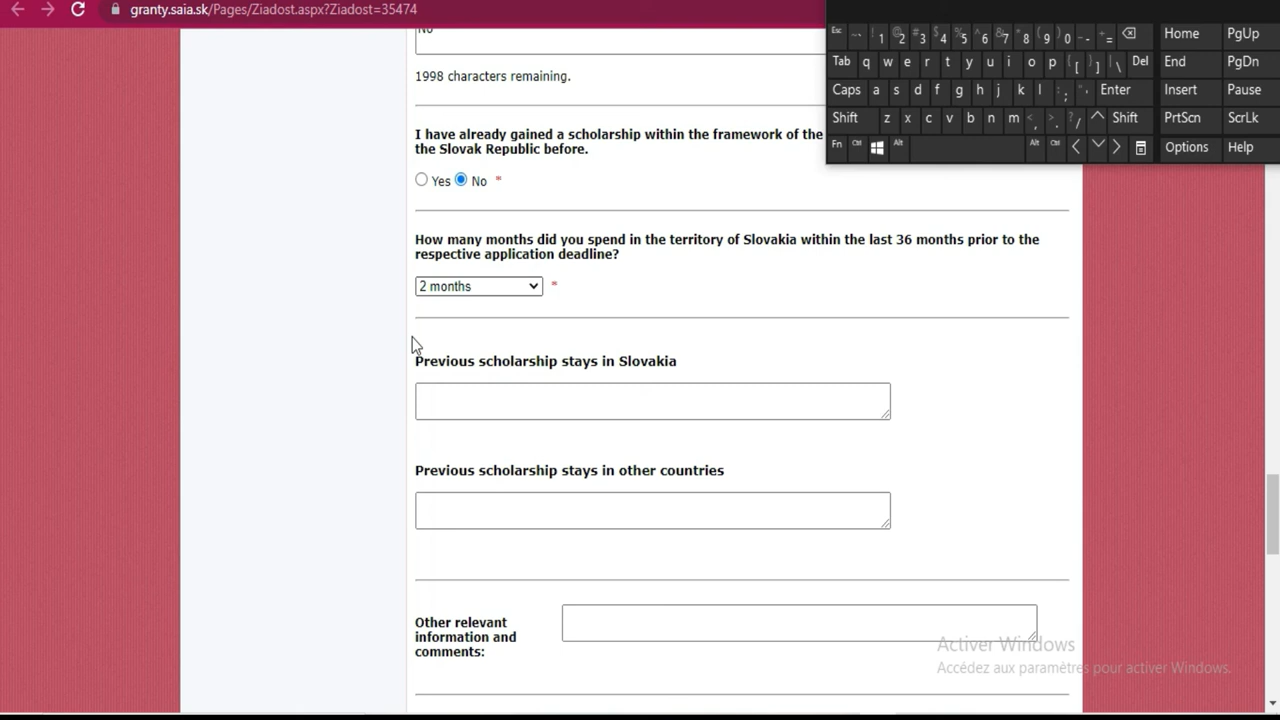 granty.saia.sk/Pages/Ziadost.aspx?Ziadost=35474
No
1998 characters remaining.
I have already gained a scholarship within the framework of the
the Slovak Republic before.
Yes No *
How many months did you spend in the territory of Slovakia within the last 36 months prior to the
respective application deadline?
2 months *
Previous scholarship stays in Slovakia
Previous scholarship stays in other countries
Other relevant
information and
comments:
Esc ~` !1 @2 #3 $4 %5 ^6 &7 *8 (9 )0 _- += Home PgUp
Tab q w e r t y u i o p {[ }] |\ Del End PgDn
Caps a s d f g h j k l :; "' Enter Insert Pause
Shift z x c v b n m <, >. ?/ Shift PrtScn ScrLk
Fn Ctrl Alt Alt Ctrl Options Help
Activer Windows
Accédez aux paramètres pour activer Windows.